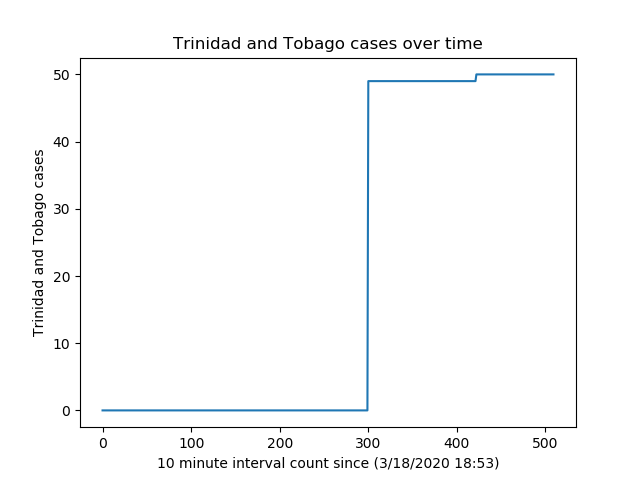 Trinidad and Tobago cases over time
Trinidad and Tobago cases
50
40
30
20
10
0
0 100 200 300 400 500
10 minute interval count since (3/18/2020 18:53)